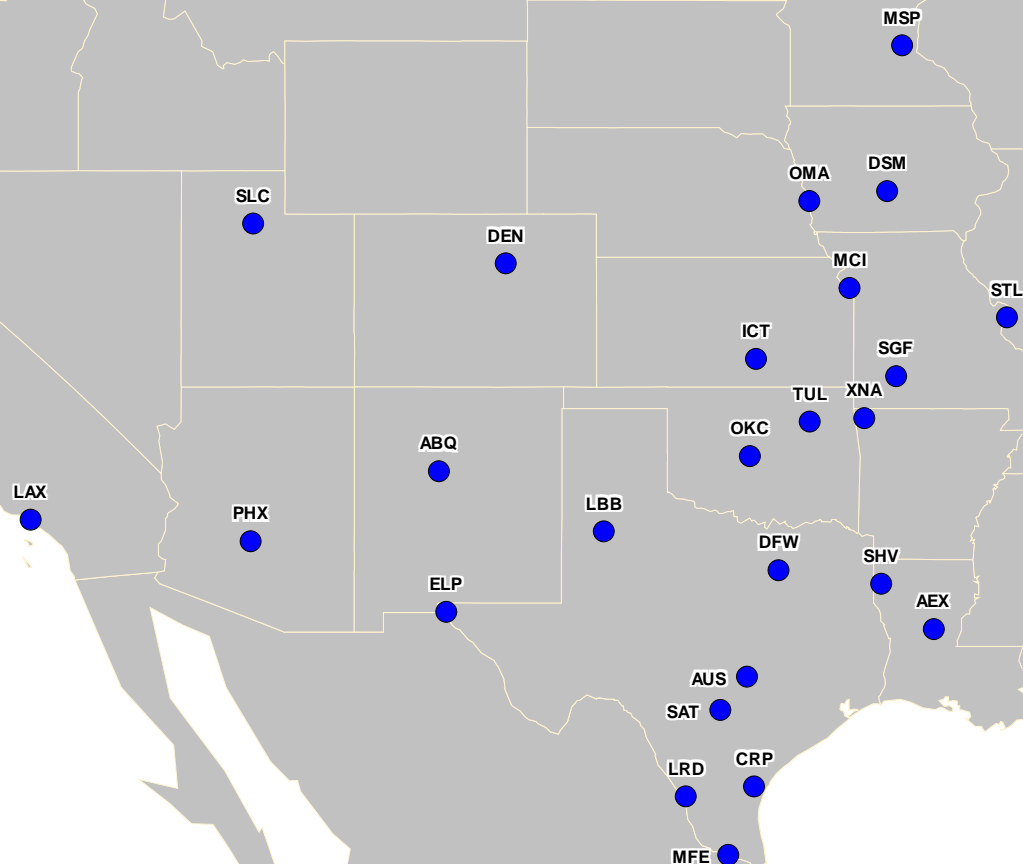 MSP
DSM
OMA
SLC
DEN
MCI
STL
ICT
SGF
XNA
TUL
OKC
ABQ
LAX
LBB
PHX
DFW
SHV
ELP
AEX
AUS
SAT
CRP
LRD
MFE